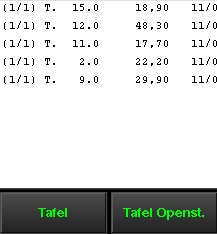 (1/1) T. 15.0 18,90 11/0
(1/1) T. 12.0 48,30 11/0
(1/1) T. 11.0 17,70 11/0
(1/1) T. 2.0 22,20 11/0
(1/1) T. 9.0 29,90 11/0
Tafel Tafel Openst.